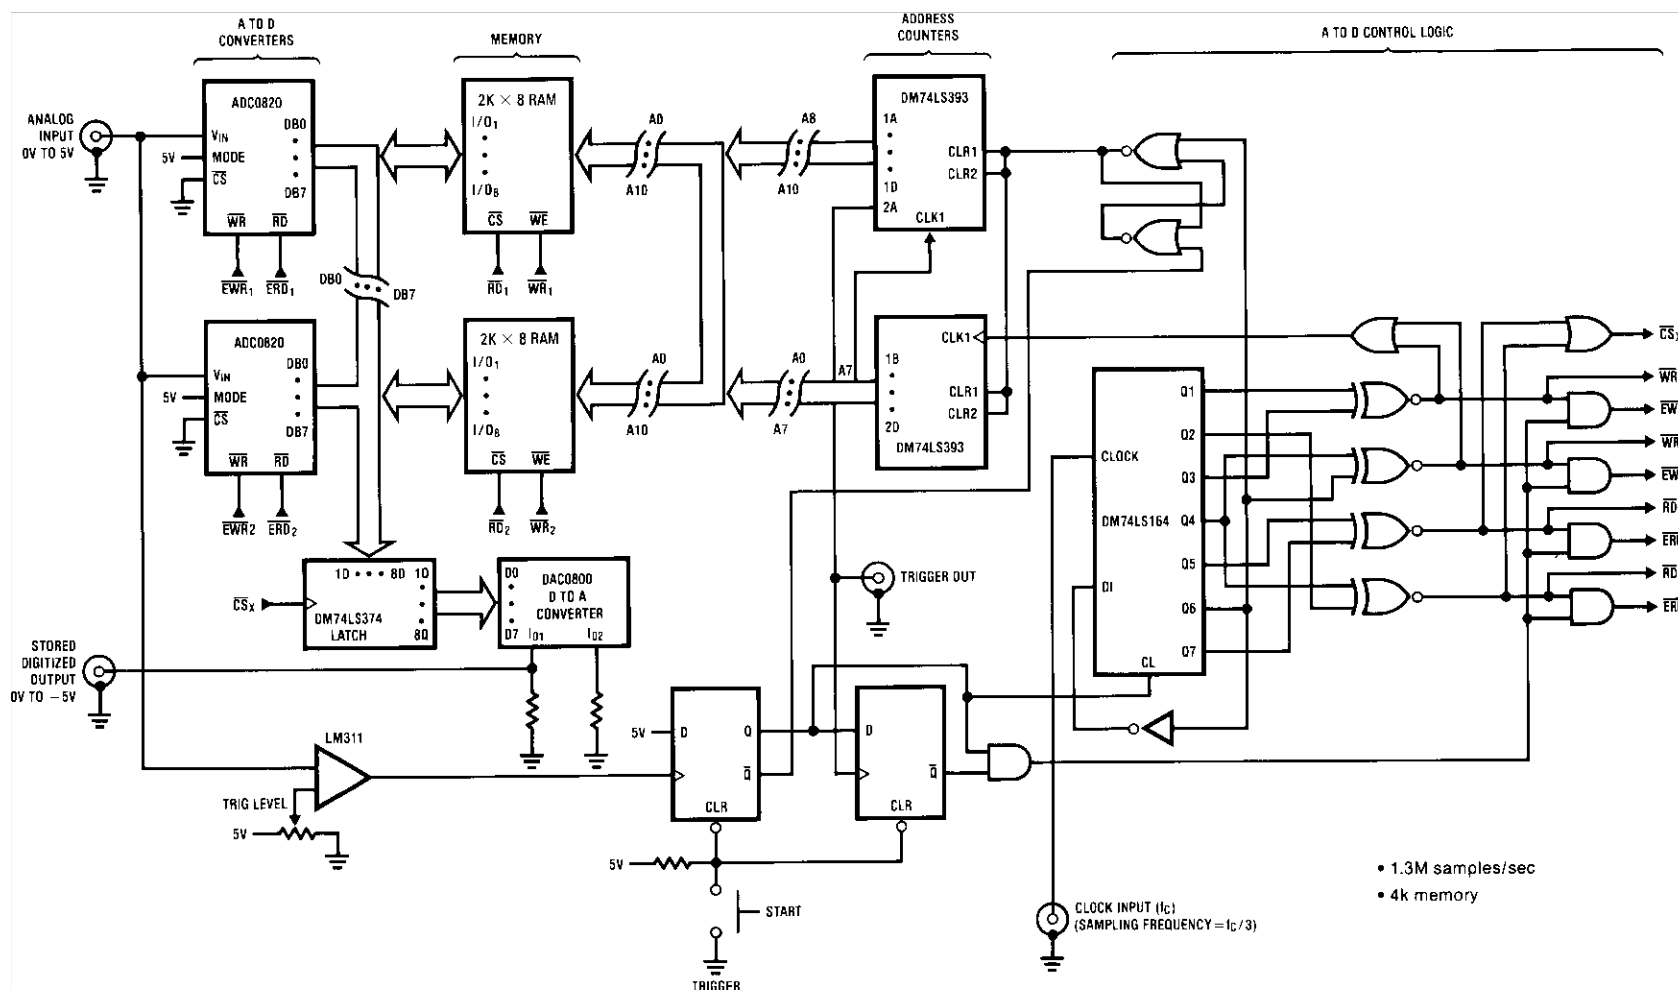 A TO D
CONVERTERS
MEMORY
ADDRESS
COUNTERS
A TO D CONTROL LOGIC
ANALOG
INPUT
0V TO 5V
ADC0820
VIN
5V
MODE
CS
DB0
DB7
WR
RD
EWR1
ERD1
2K × 8 RAM
I/O1
I/O8
CS
WE
RD1
WR1
A0
A10
A8
A10
DM74LS393
1A
1D
2A
CLR1
CLR2
CLK1
DB0
DB7
ADC0820
VIN
5V
MODE
CS
DB0
DB7
WR
RD
EWR2
ERD2
2K × 8 RAM
I/O1
I/O8
CS
WE
RD2
WR2
A0
A10
A0
A7
A7
CLK1
1B
2D
CLR1
CLR2
DM74LS393
CLOCK
DM74LS164
DI
CL
Q1
Q2
Q3
Q4
Q5
Q6
Q7
CSX
WR
EW
WR
EW
RD
ER
RD
ER
CSX
1D 8D 1Q
8Q
DM74LS374
LATCH
D0
D7
DAC0800
D TO A
CONVERTER
IO1
IO2
TRIGGER OUT
STORED
DIGITIZED
OUTPUT
0V TO −5V
LM311
TRIG LEVEL
5V
5V
D
Q
Q
CLR
D
Q
CLR
5V
START
TRIGGER
CLOCK INPUT (fC)
(SAMPLING FREQUENCY = fC/3)
• 1.3M samples/sec
• 4k memory